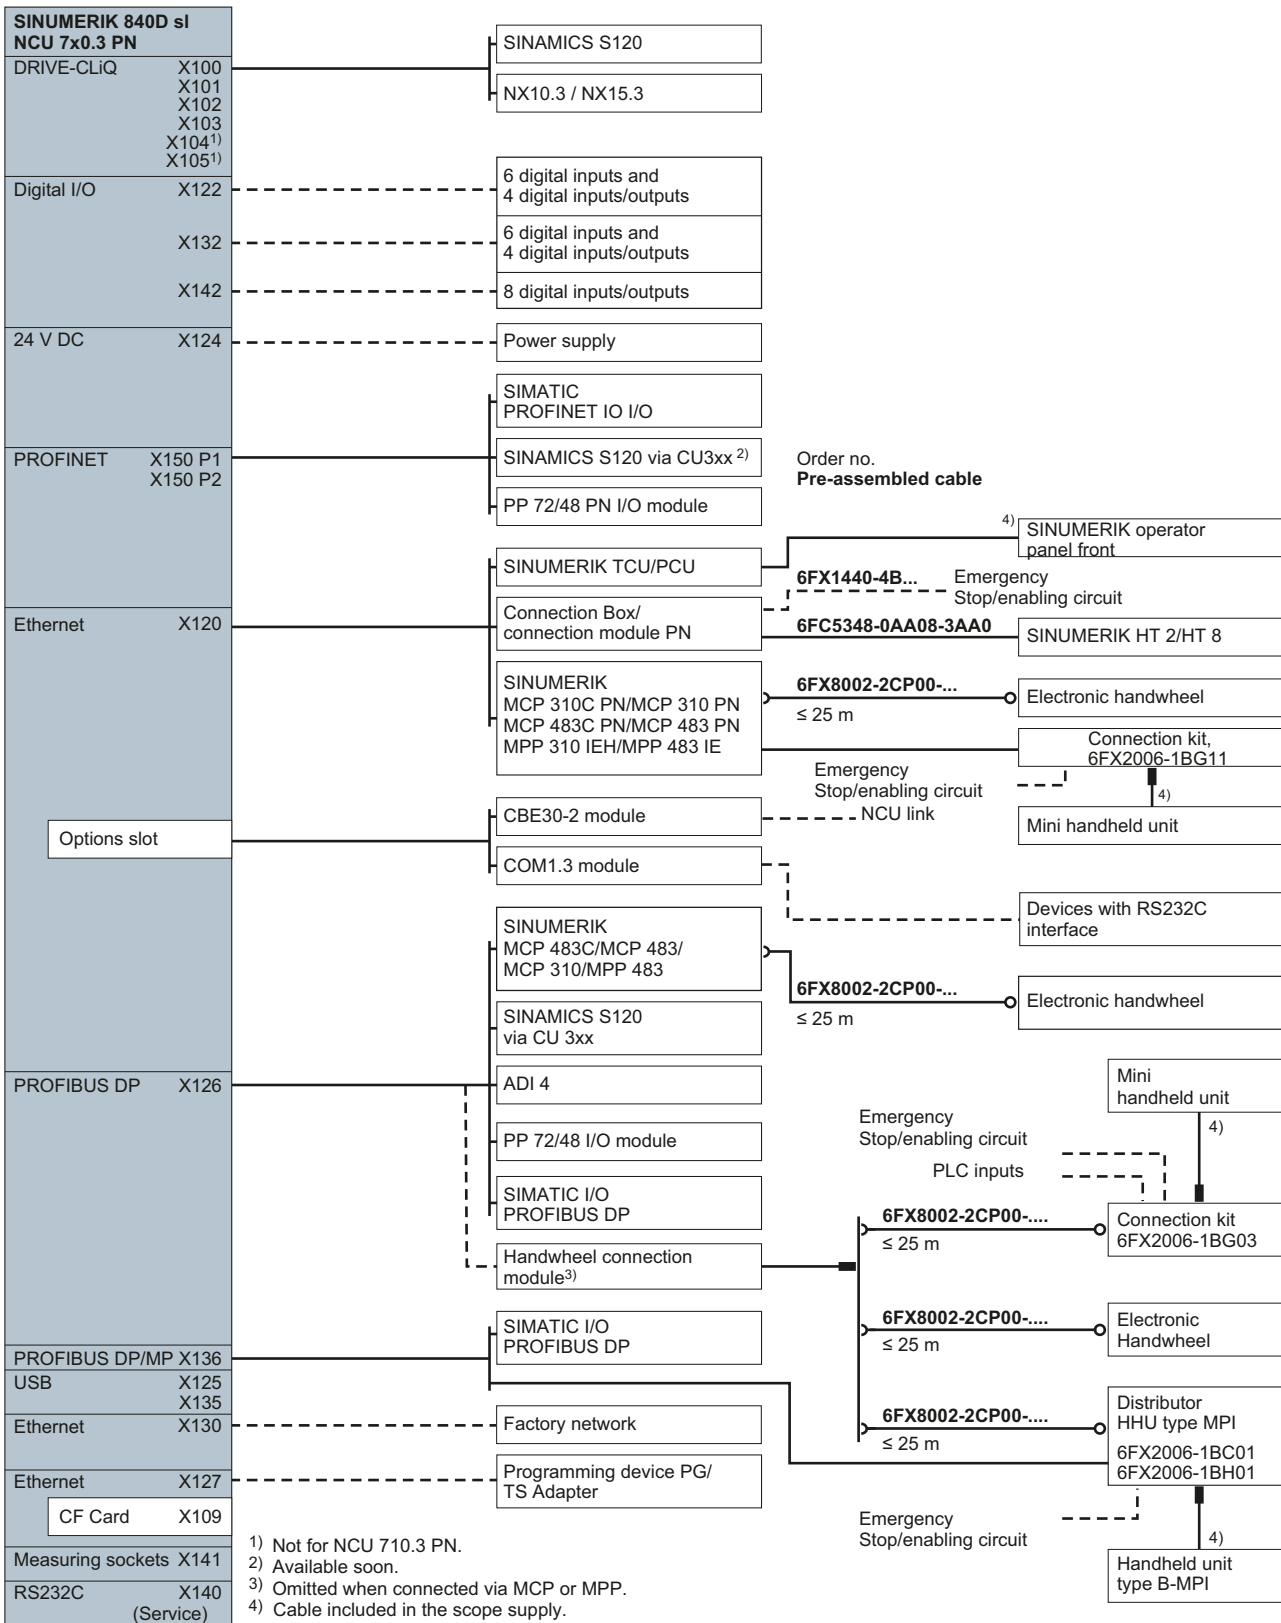 SINUMERIK 840D sl
NCU 7x0.3 PN
DRIVE-CLiQ X100
X101
X102
X103
X104 1)
X105 1)
SINAMICS S120
NX10.3 / NX15.3
Digital I/O X122
6 digital inputs and
4 digital inputs/outputs
X132
6 digital inputs and
4 digital inputs/outputs
X142
8 digital inputs/outputs
24 V DC X124
Power supply
SIMATIC
PROFINET IO I/O
PROFINET X150 P1
X150 P2
SINAMICS S120 via CU3xx 2)
PP 72/48 PN I/O module
Order no.
Pre-assembled cable
4)
SINUMERIK operator
panel front
SINUMERIK TCU/PCU
6FX1440-4B...
Emergency
Stop/enabling circuit
Ethernet X120
Connection Box/
connection module PN
6FC5348-0AA08-3AA0
SINUMERIK HT 2/HT 8
SINUMERIK
MCP 310C PN/MCP 310 PN
MCP 483C PN/MCP 483 PN
MPP 310 IEH/MPP 483 IE
6FX8002-2CP00-...
≤ 25 m
Electronic handwheel
Connection kit,
6FX2006-1BG11
Emergency
Stop/enabling circuit
4)
Mini handheld unit
Options slot
CBE30-2 module
NCU link
COM1.3 module
Devices with RS232C
interface
SINUMERIK
MCP 483C/MCP 483/
MCP 310/MPP 483
6FX8002-2CP00-...
≤ 25 m
Electronic handwheel
SINAMICS S120
via CU 3xx
PROFIBUS DP X126
ADI 4
PP 72/48 I/O module
SIMATIC I/O
PROFIBUS DP
Handwheel connection
module3)
Mini
handheld unit
4)
Emergency
Stop/enabling circuit
PLC inputs
6FX8002-2CP00-....
≤ 25 m
Connection kit
6FX2006-1BG03
6FX8002-2CP00-....
≤ 25 m
Electronic
Handwheel
6FX8002-2CP00-....
≤ 25 m
Distributor
HHU type MPI
6FX2006-1BC01
6FX2006-1BH01
Emergency
Stop/enabling circuit
4)
Handheld unit
type B-MPI
SIMATIC I/O
PROFIBUS DP
PROFIBUS DP/MP X136
USB X125
X135
Ethernet X130
Factory network
Ethernet X127
Programming device PG/
TS Adapter
CF Card X109
Measuring sockets X141
RS232C X140
(Service)
1) Not for NCU 710.3 PN.
2) Available soon.
3) Omitted when connected via MCP or MPP.
4) Cable included in the scope supply.